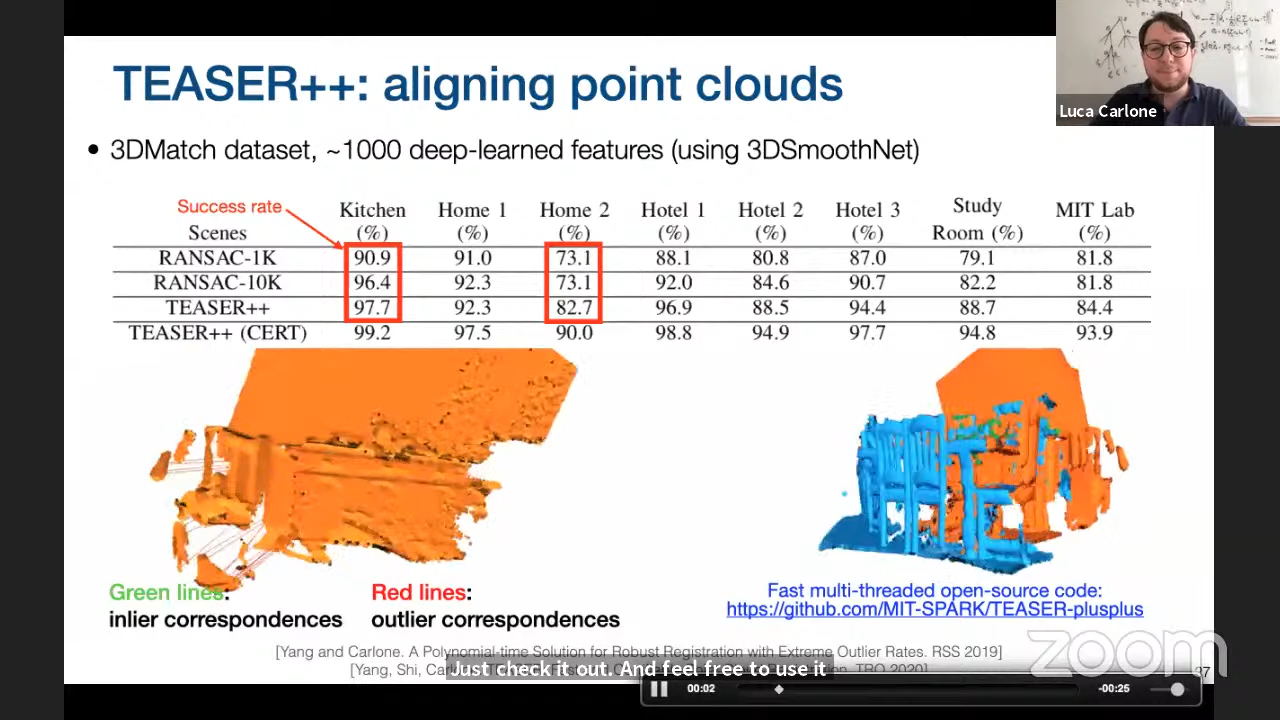 TEASER++: aligning point clouds
Luca Carlone
• 3DMatch dataset, ~1000 deep-learned features (using 3DSmoothNet)
Success rate
Scenes Kitchen (%) Home 1 (%) Home 2 (%) Hotel 1 (%) Hotel 2 (%) Hotel 3 (%) Study Room (%) MIT Lab (%)
RANSAC-1K 90.9 91.0 73.1 88.1 80.8 87.0 79.1 81.8
RANSAC-10K 96.4 92.3 73.1 92.0 84.6 90.7 82.2 81.8
TEASER++ 97.7 92.3 82.7 96.9 88.5 94.4 88.7 84.4
TEASER++ (CERT) 99.2 97.5 90.0 98.8 94.9 97.7 94.8 93.9
Green lines:
inlier correspondences
Red lines:
outlier correspondences
Fast multi-threaded open-source code:
https://github.com/MIT-SPARK/TEASER-plusplus
[Yang and Carlone. A Polynomial-time Solution for Robust Registration with Extreme Outlier Rates. RSS 2019]
[Yang, Shi, TRO 2020]
Just check it out. And feel free to use it
zoom
00:02
-00:25